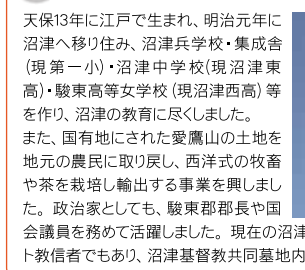 天保13年に江戸で生まれ、明治元年に
沼津へ移り住み、沼津兵学校・集成舎
(現第一小)・沼津中学校(現沼津東
高)・駿東高等女学校(現沼津西高)等
を作り、沼津の教育に尽くしました。
また、国有地にされた愛鷹山の土地を
地元の農民に取り戻し、西洋式の牧畜
や茶を栽培し輸出する事業を興しまし
た。政治家としても、駿東郡郡長や国
会議員を務めて活躍しました。現在の沼津
ト教信者でもあり、沼津基督教共同墓地内